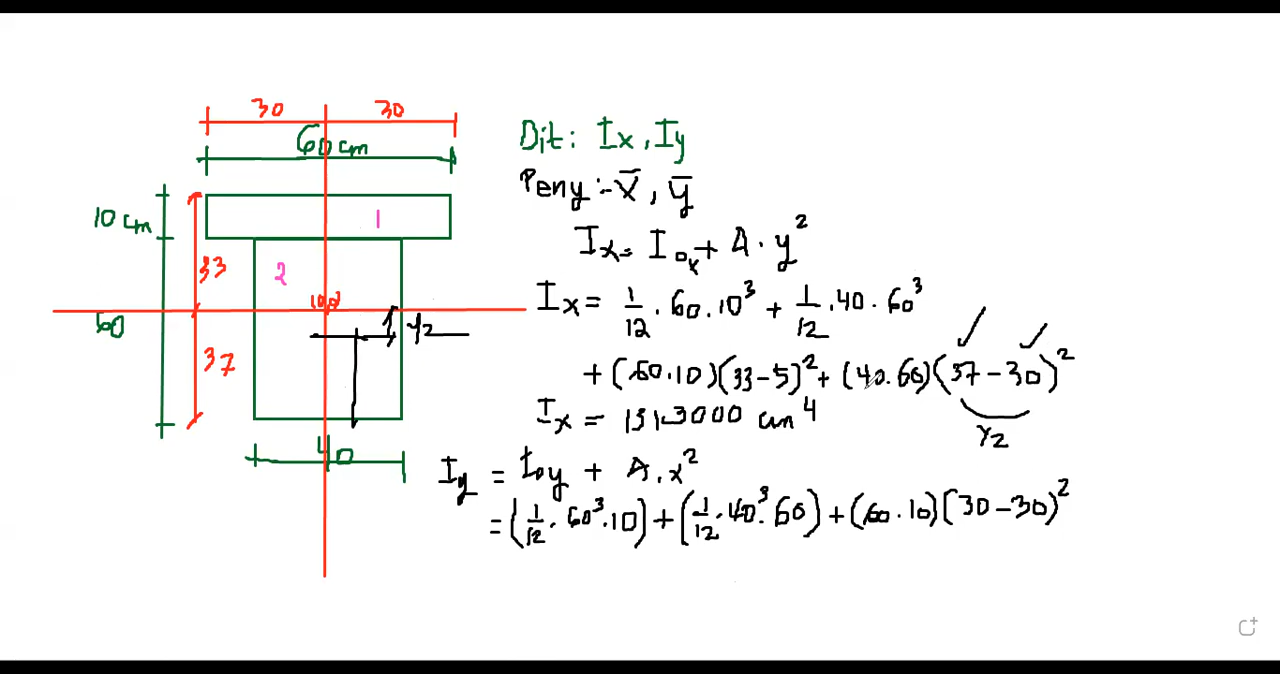 30 30
60 cm
10 cm
1
2
33
60
37
Y2
40
Dit : Ix , Iy
Peny :- X̄ , ȳ
Ix = Iox + A · y²
Ix = 1/12 · 60 · 10³ + 1/12 · 40 · 60³
+ (60 · 10)(33 - 5)² + (40 · 60)(37 - 30)²
Y2
Ix = 1313000 cm⁴
Iy = Ioy + A . x²
= (1/12 · 60³ · 10) + (1/12 · 40³ · 60) + (60 · 10)(30 - 30)²